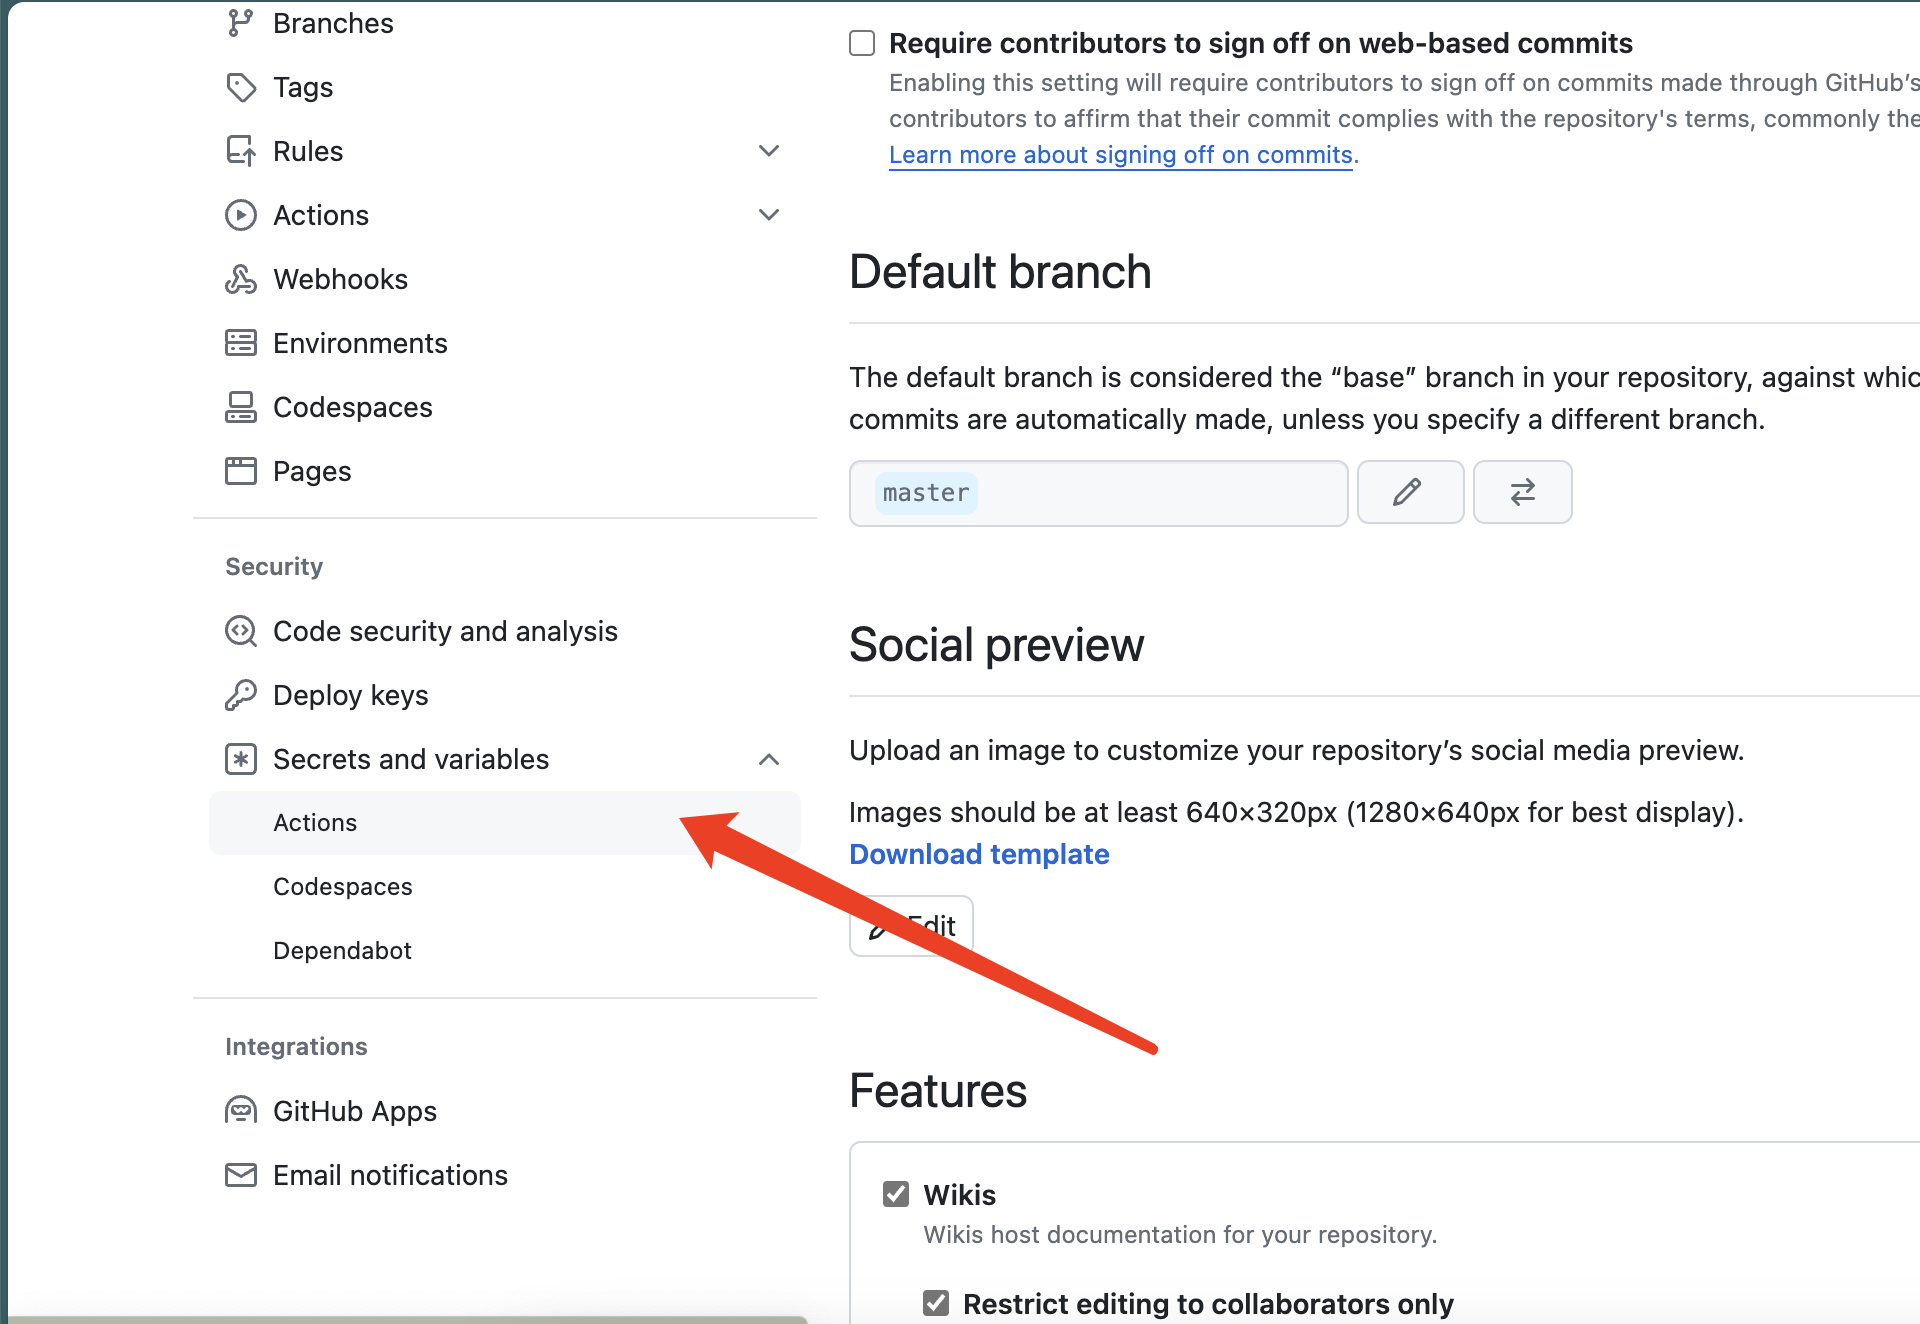 Branches
Tags
Rules
Actions
Webhooks
Environments
Codespaces
Pages
Security
Code security and analysis
Deploy keys
Secrets and variables
Actions
Codespaces
Dependabot
Integrations
GitHub Apps
Email notifications
Require contributors to sign off on web-based commits
Enabling this setting will require contributors to sign off on commits made through GitHub’s
contributors to affirm that their commit complies with the repository's terms, commonly the
Learn more about signing off on commits.
Default branch
The default branch is considered the “base” branch in your repository, against whic
commits are automatically made, unless you specify a different branch.
master
Social preview
Upload an image to customize your repository’s social media preview.
Images should be at least 640×320px (1280×640px for best display).
Download template
Edit
Features
Wikis
Wikis host documentation for your repository.
Restrict editing to collaborators only